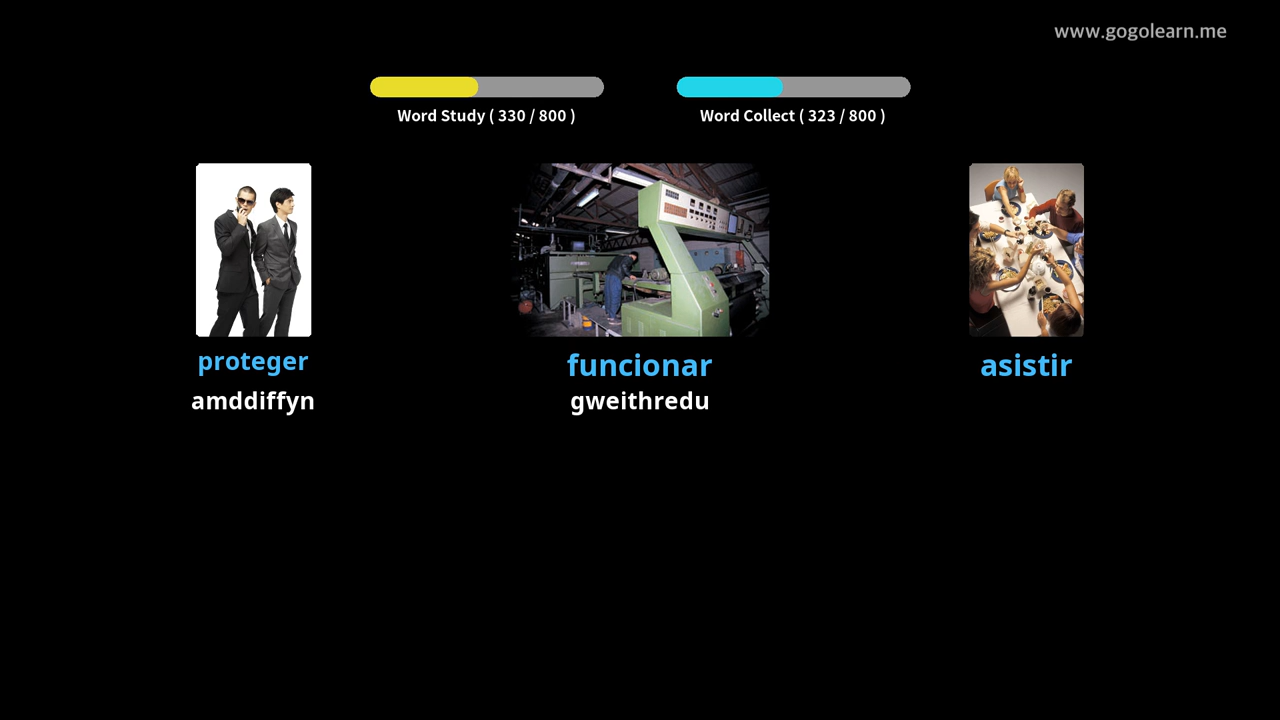 www.gogolearn.me
Word Study ( 330 / 800 )
Word Collect ( 323 / 800 )
proteger
amddiffyn
funcionar
gweithredu
asistir